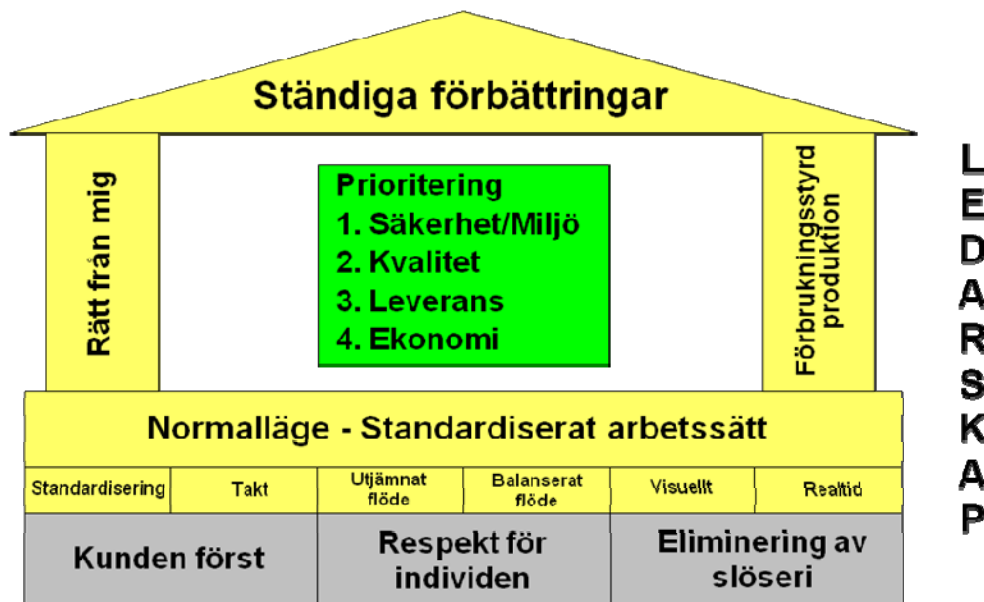 Ständiga förbättringar
Rätt från mig
Prioritering
1. Säkerhet/Miljö
2. Kvalitet
3. Leverans
4. Ekonomi
Förbrukningsstyrd
produktion
LEDARSKAP
Normalläge - Standardiserat arbetssätt
Standardisering
Takt
Utjämnat
flöde
Balanserat
flöde
Visuellt
Realtid
Kunden först
Respekt för
individen
Eliminering av
slöseri